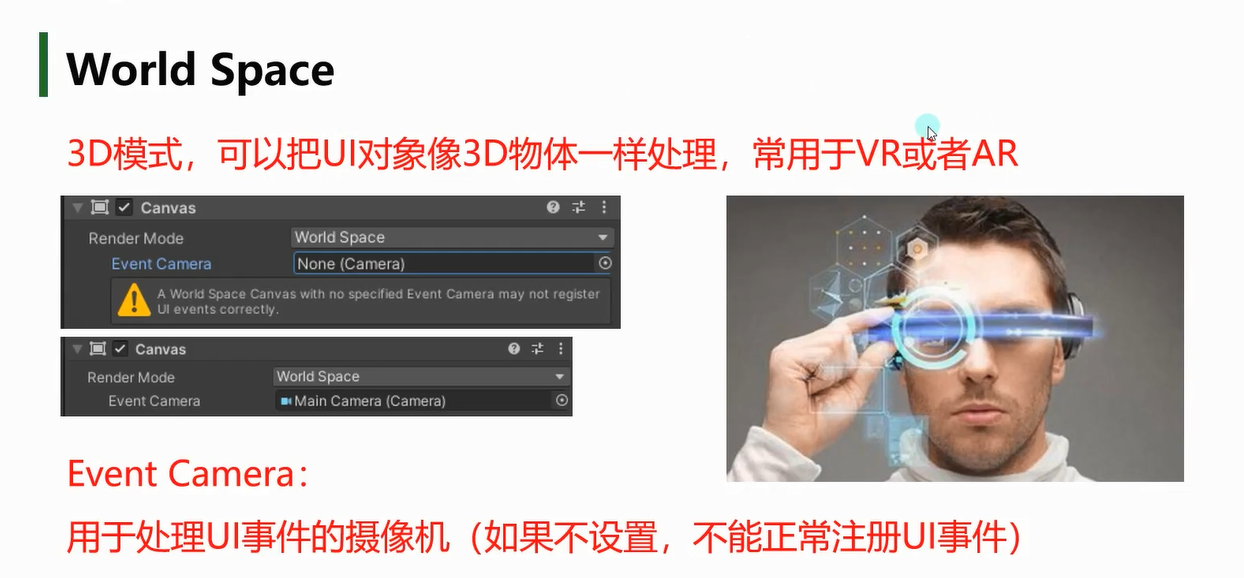 World Space
3D模式，可以把UI对象像3D物体一样处理，常用于VR或者AR
Canvas
Render Mode World Space
Event Camera None (Camera)
A World Space Canvas with no specified Event Camera may not register
UI events correctly.
Canvas
Render Mode World Space
Event Camera Main Camera (Camera)
Event Camera：
用于处理UI事件的摄像机（如果不设置，不能正常注册UI事件）